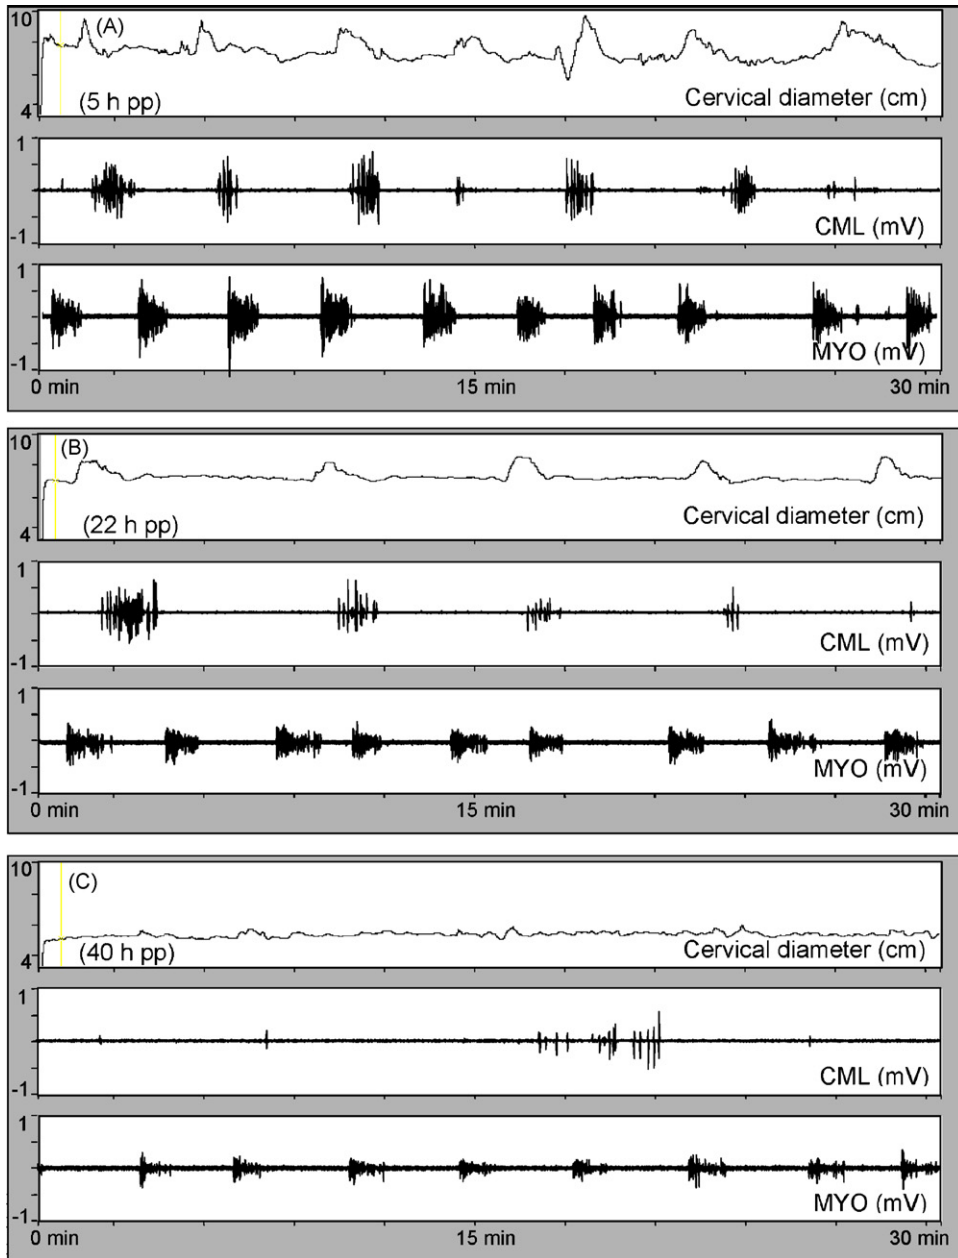 10
(A)
(5 h pp)
Cervical diameter (cm)
4
1
CML (mV)
-1
1
MYO (mV)
-1
0 min 15 min 30 min
10
(B)
(22 h pp)
Cervical diameter (cm)
4
1
CML (mV)
-1
1
MYO (mV)
-1
0 min 15 min 30 min
10
(C)
(40 h pp)
Cervical diameter (cm)
4
1
CML (mV)
-1
1
MYO (mV)
-1
0 min 15 min 30 min